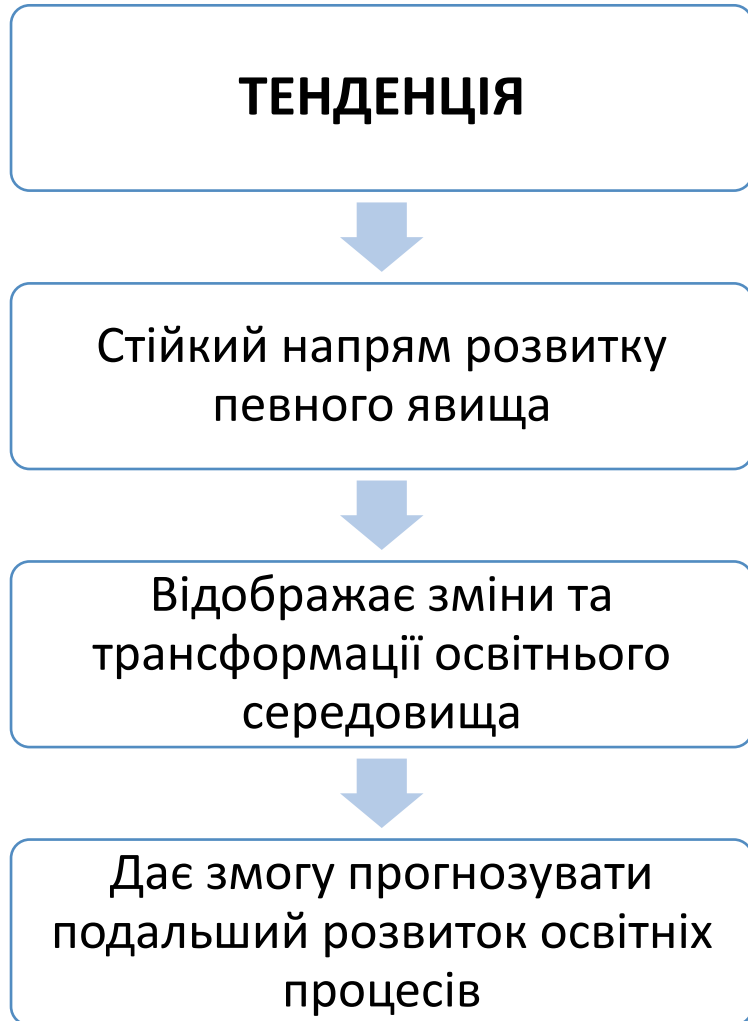 ТЕНДЕНЦІЯ
Стійкий напрям розвитку
певного явища
Відображає зміни та
трансформації освітнього
середовища
Дає змогу прогнозувати
подальший розвиток освітніх
процесів